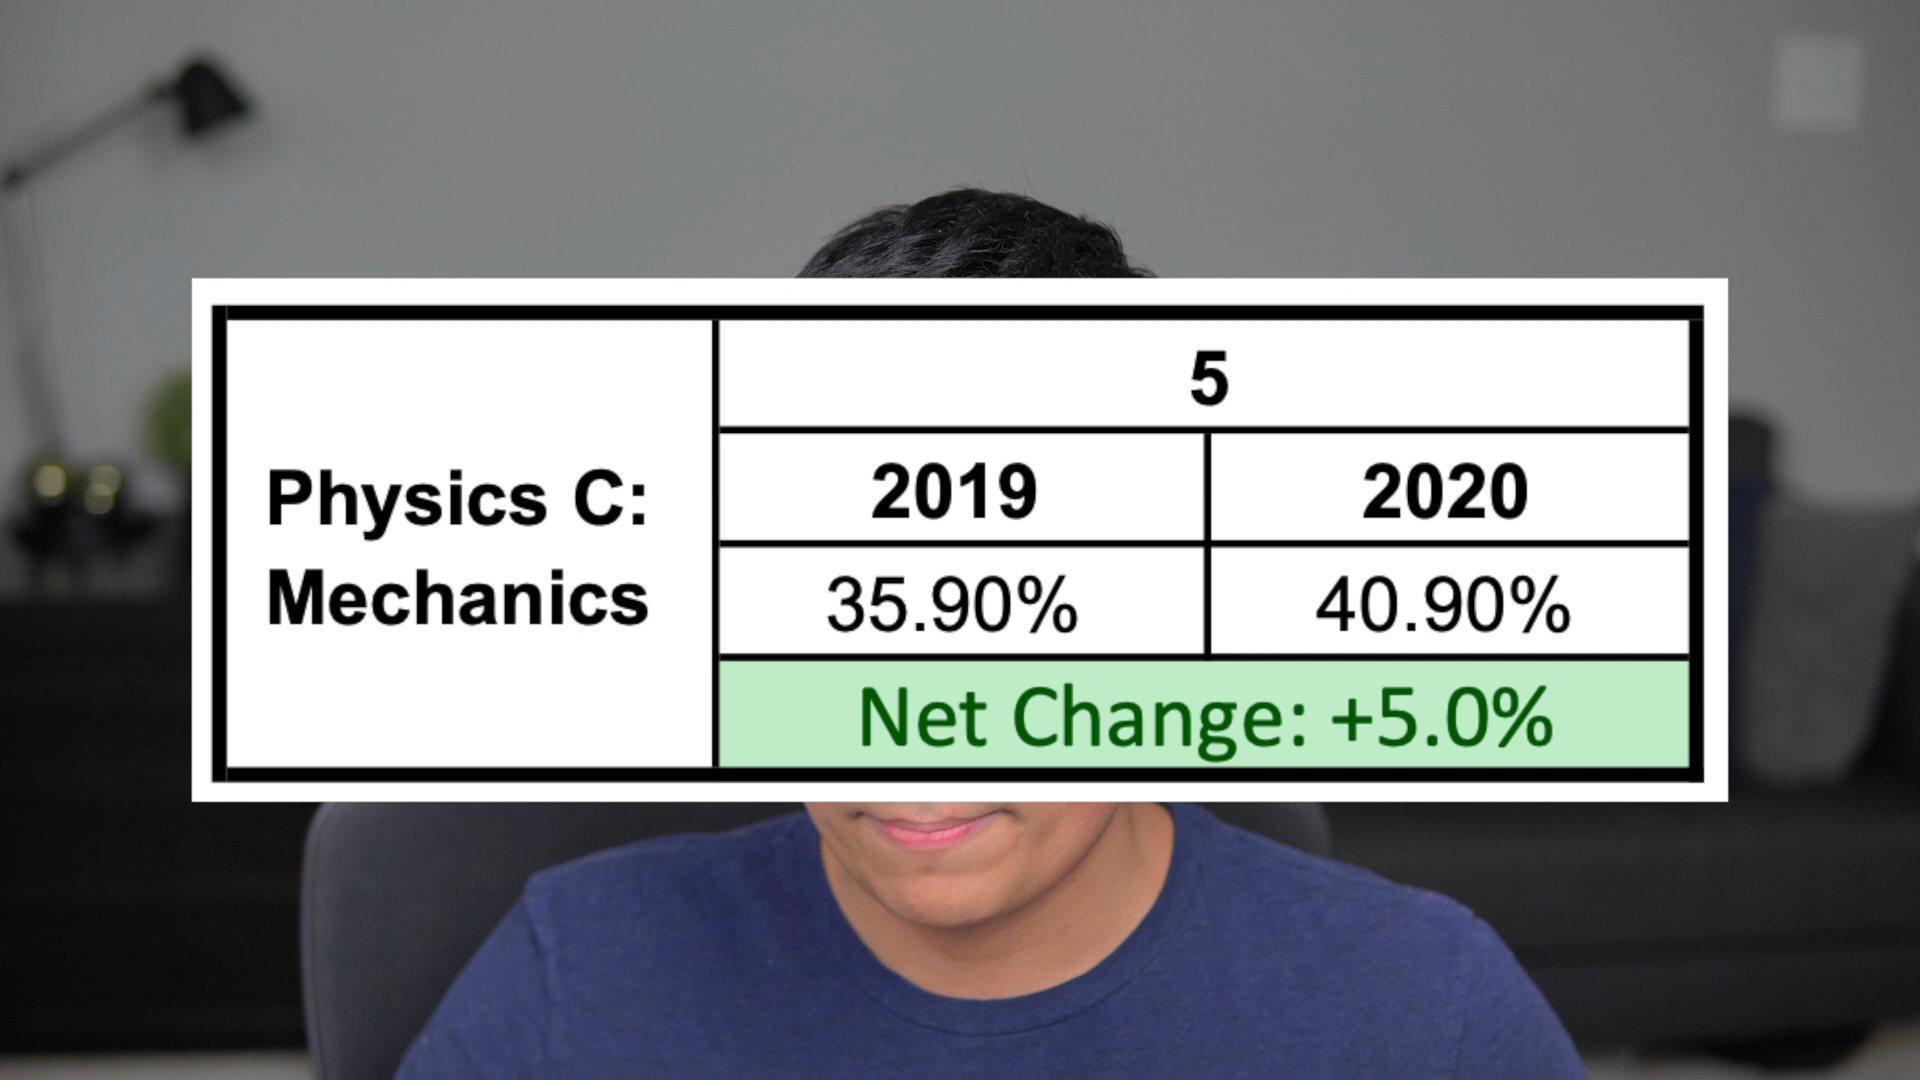 5
Physics C:
Mechanics
2019 2020
35.90% 40.90%
Net Change: +5.0%